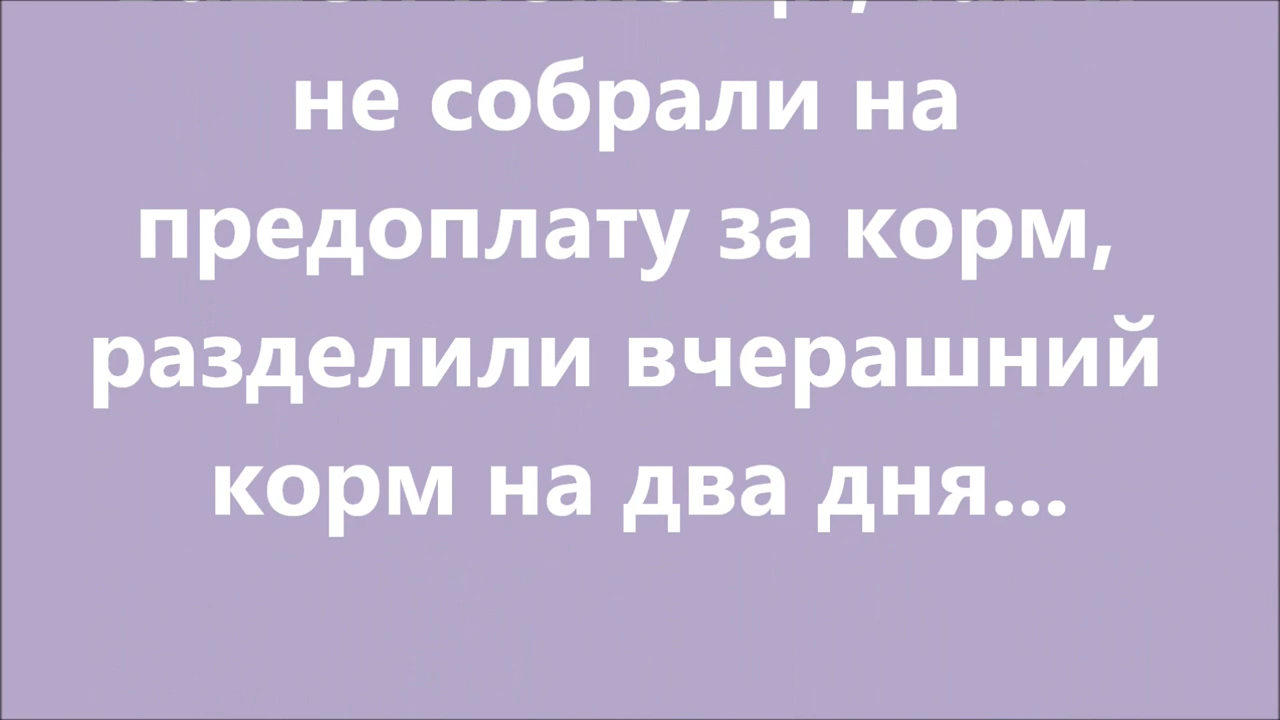 не собрали на
предоплату за корм,
разделили вчерашний
корм на два дня...